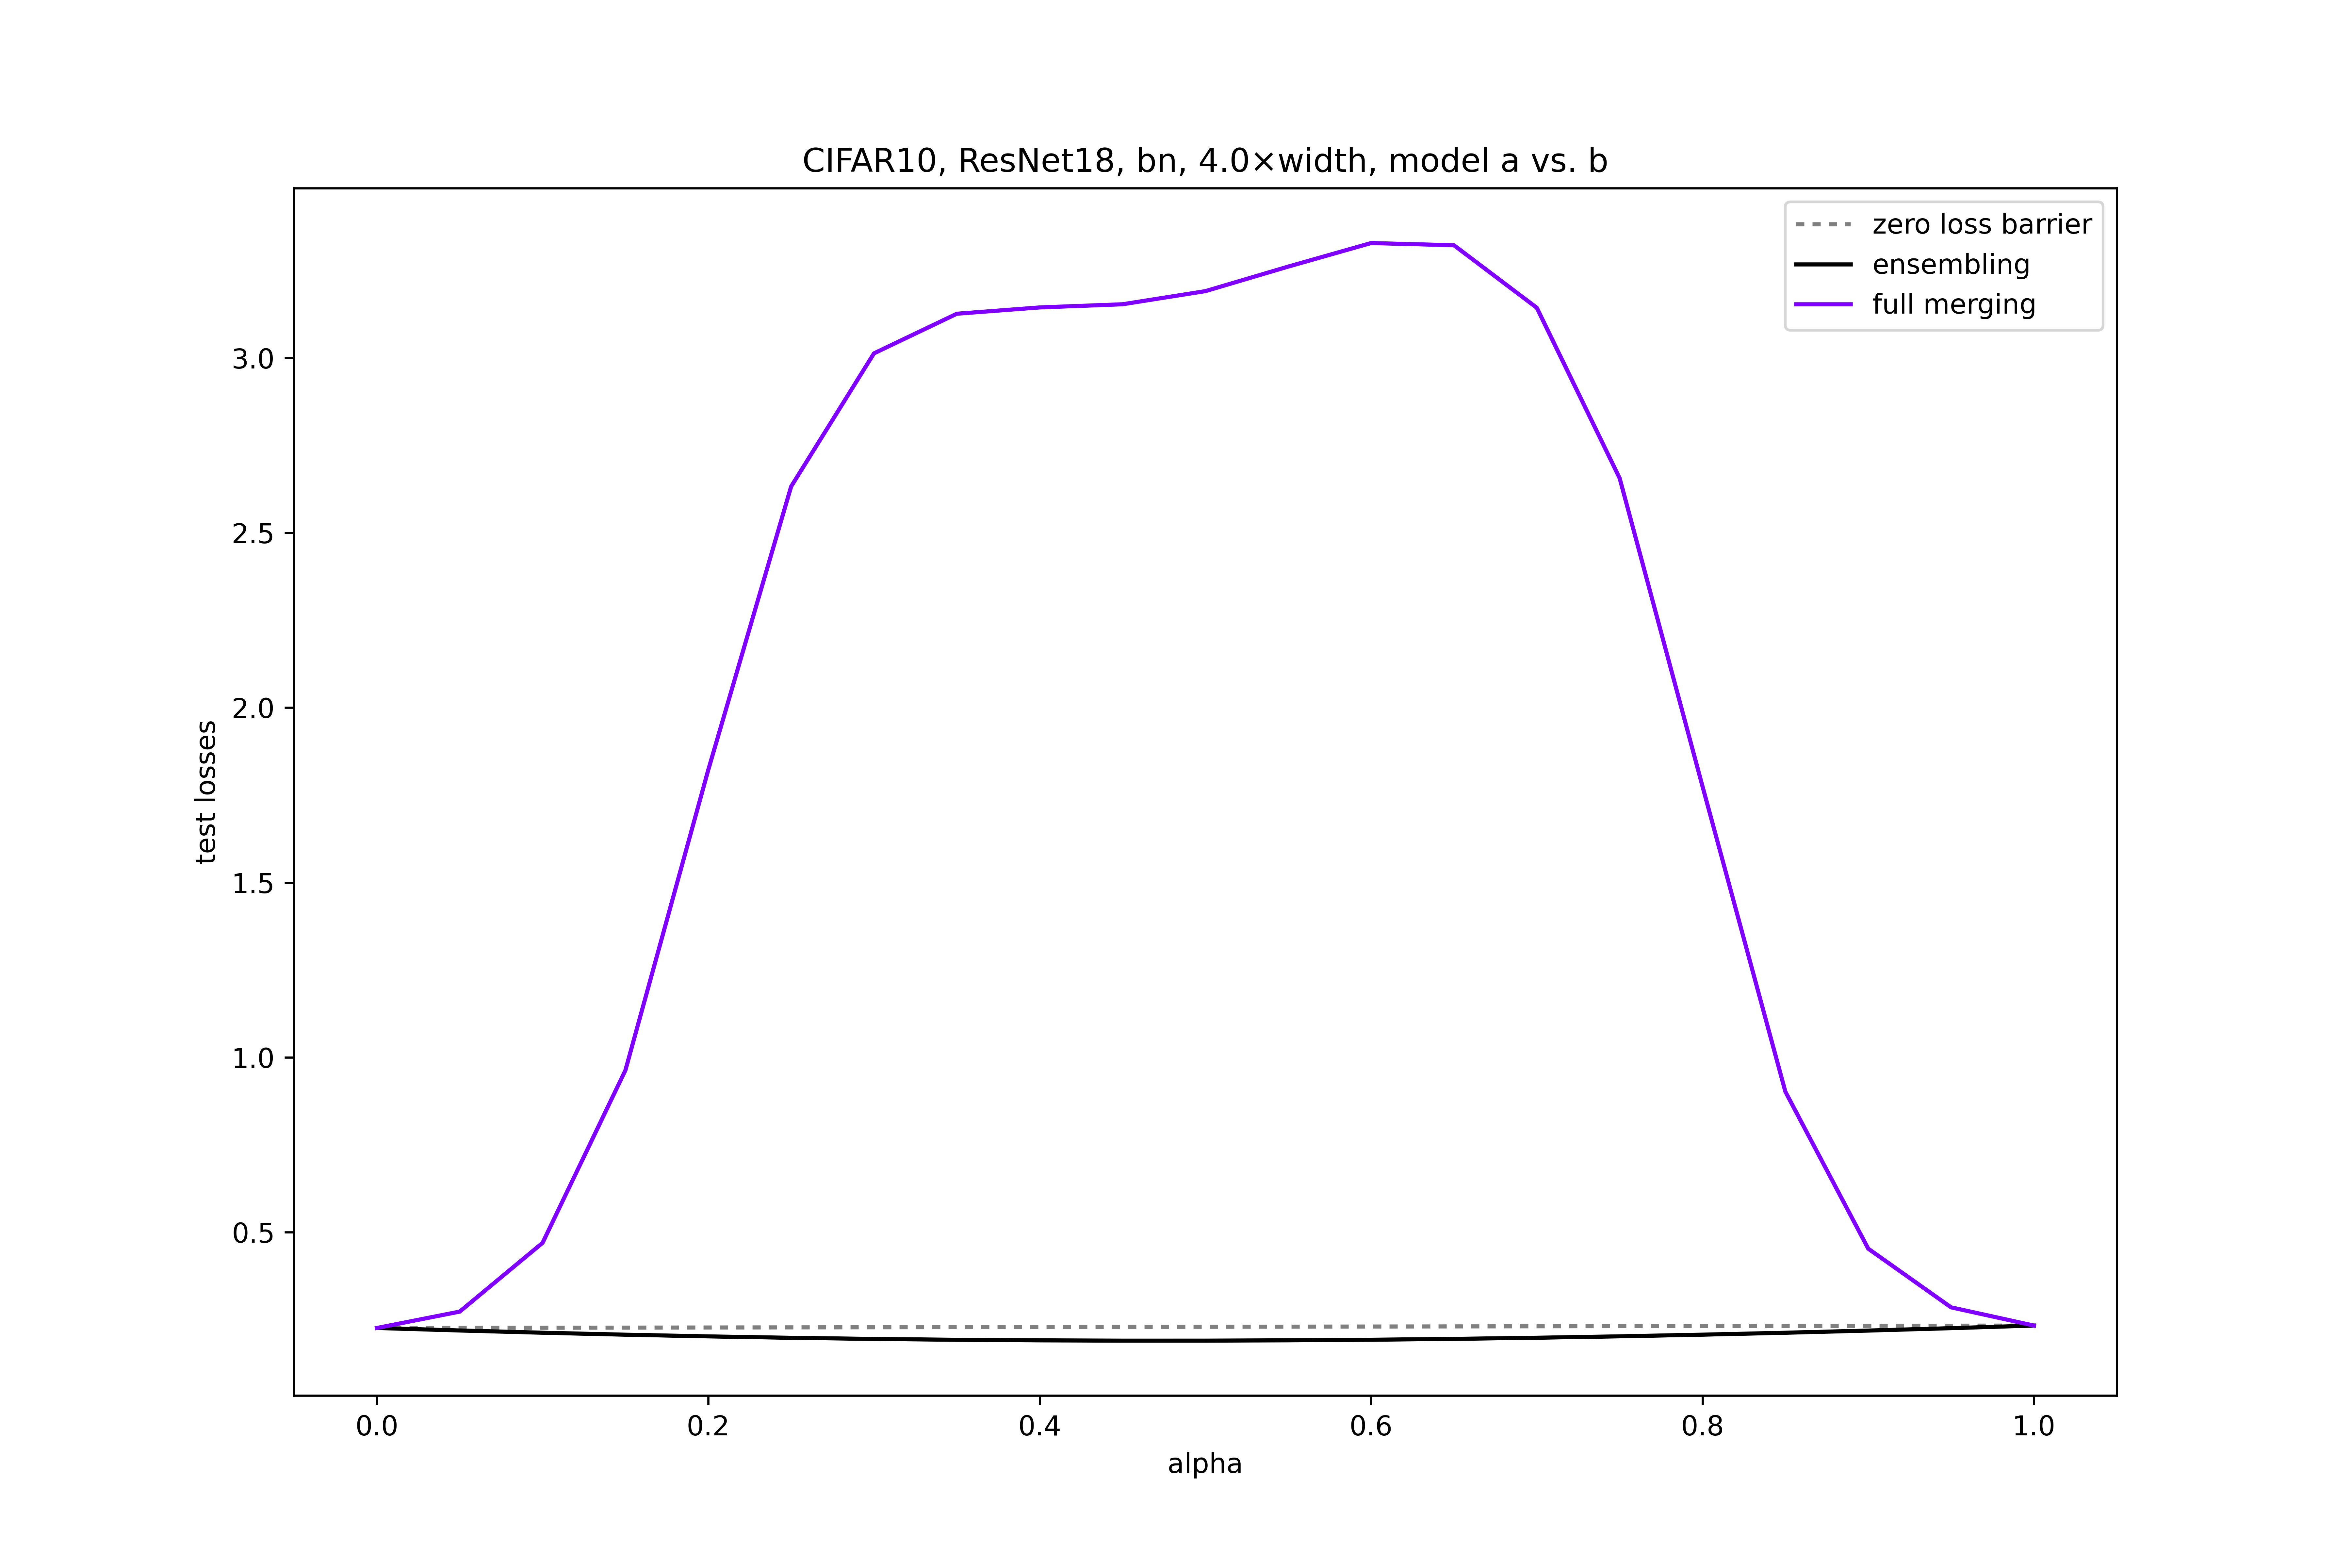 CIFAR10, ResNet18, bn, 4.0×width, model a vs. b
zero loss barrier
ensembling
full merging
test losses
3.0
2.5
2.0
1.5
1.0
0.5
0.0 0.2 0.4 0.6 0.8 1.0
alpha